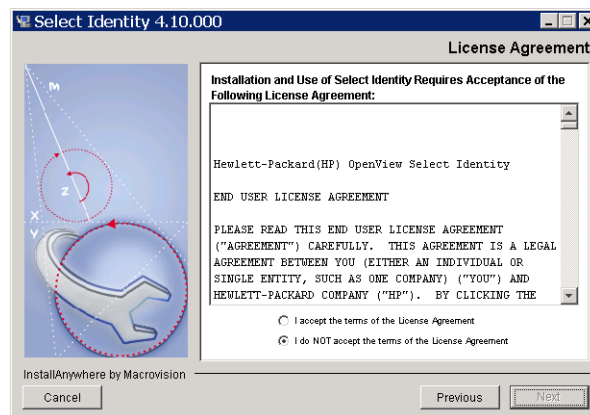 Select Identity 4.10.000
License Agreement
Installation and Use of Select Identity Requires Acceptance of the
Following License Agreement:
Hewlett-Packard(HP) OpenView Select Identity
END USER LICENSE AGREEMENT
PLEASE READ THIS END USER LICENSE AGREEMENT
("AGREEMENT") CAREFULLY.  THIS AGREEMENT IS A LEGAL
AGREEMENT BETWEEN YOU (EITHER AN INDIVIDUAL OR
SINGLE ENTITY, SUCH AS ONE COMPANY) ("YOU") AND
HEWLETT-PACKARD COMPANY ("HP").  BY CLICKING THE
I accept the terms of the License Agreement
I do NOT accept the terms of the License Agreement
M
Z
X
Y
InstallAnywhere by Macrovision
Cancel
Previous
Next